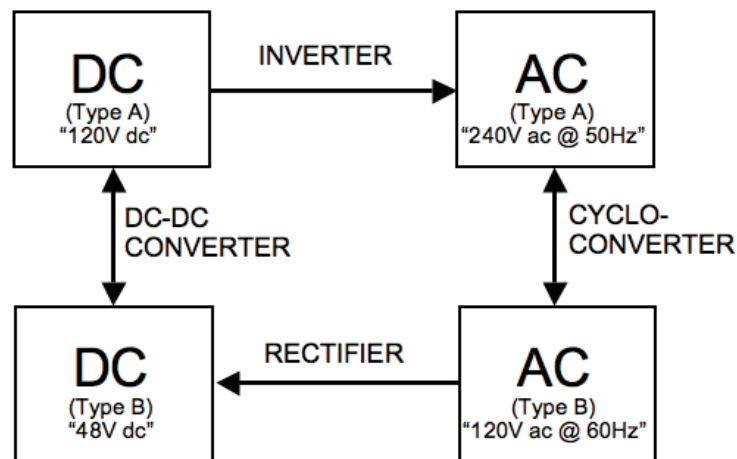 DC
(Type A)
“120V dc”
INVERTER
AC
(Type A)
“240V ac @ 50Hz”
DC-DC
CONVERTER
CYCLO-
CONVERTER
DC
(Type B)
“48V dc”
RECTIFIER
AC
(Type B)
“120V ac @ 60Hz”